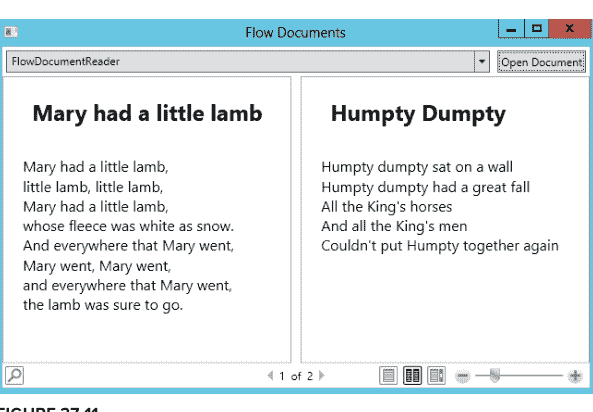 Flow Documents
FlowDocumentReader
Open Document
Mary had a little lamb
Mary had a little lamb,
little lamb, little lamb,
Mary had a little lamb,
whose fleece was white as snow.
And everywhere that Mary went,
Mary went, Mary went,
and everywhere that Mary went,
the lamb was sure to go.
Humpty Dumpty
Humpty dumpty sat on a wall
Humpty dumpty had a great fall
All the King's horses
And all the King's men
Couldn't put Humpty together again
1 of 2
FIGURE 27-11